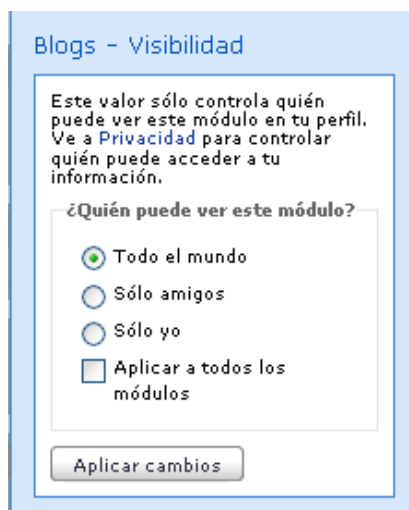 Blogs - Visibilidad
Este valor sólo controla quién
puede ver este módulo en tu perfil.
Ve a Privacidad para controlar
quién puede acceder a tu
información.
¿Quién puede ver este módulo?
Todo el mundo
Sólo amigos
Sólo yo
Aplicar a todos los
módulos
Aplicar cambios